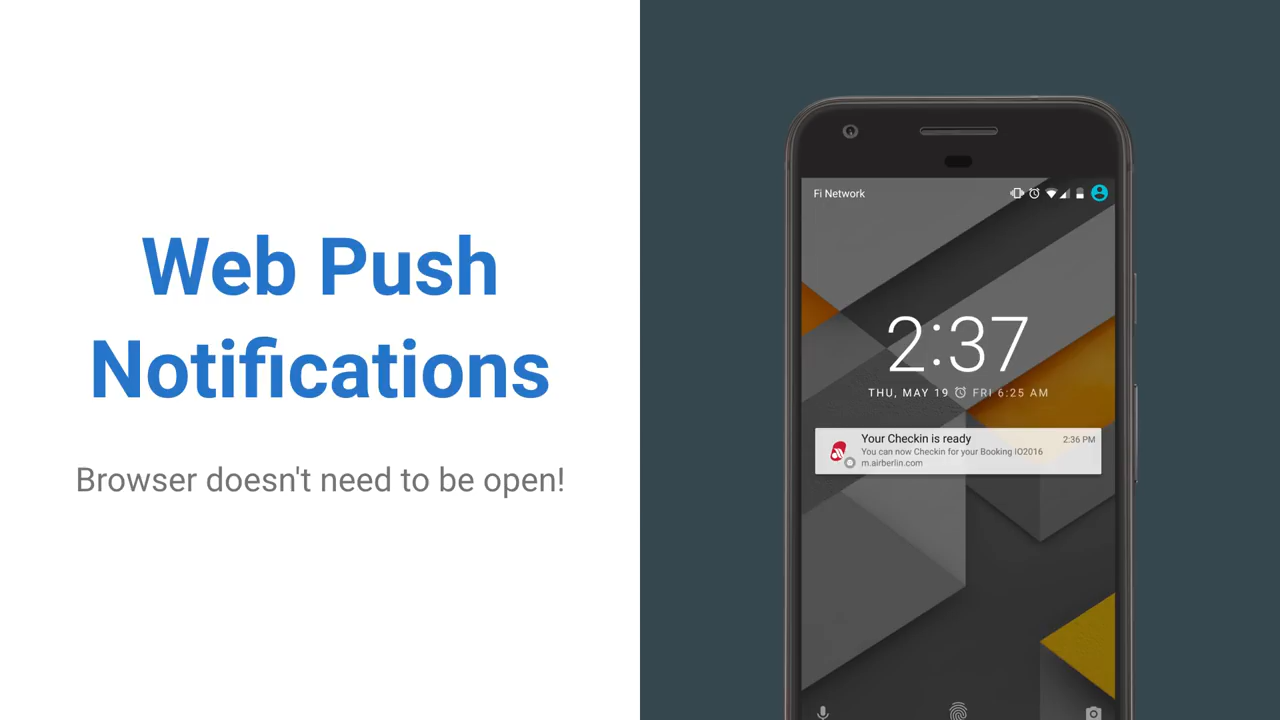 Web Push
Notifications
Browser doesn't need to be open!
Fi Network
2:37
THU, MAY 19 FRI 6:25 AM
Your Checkin is ready 2:36 PM
You can now Checkin for your Booking IO2016
m.airberlin.com